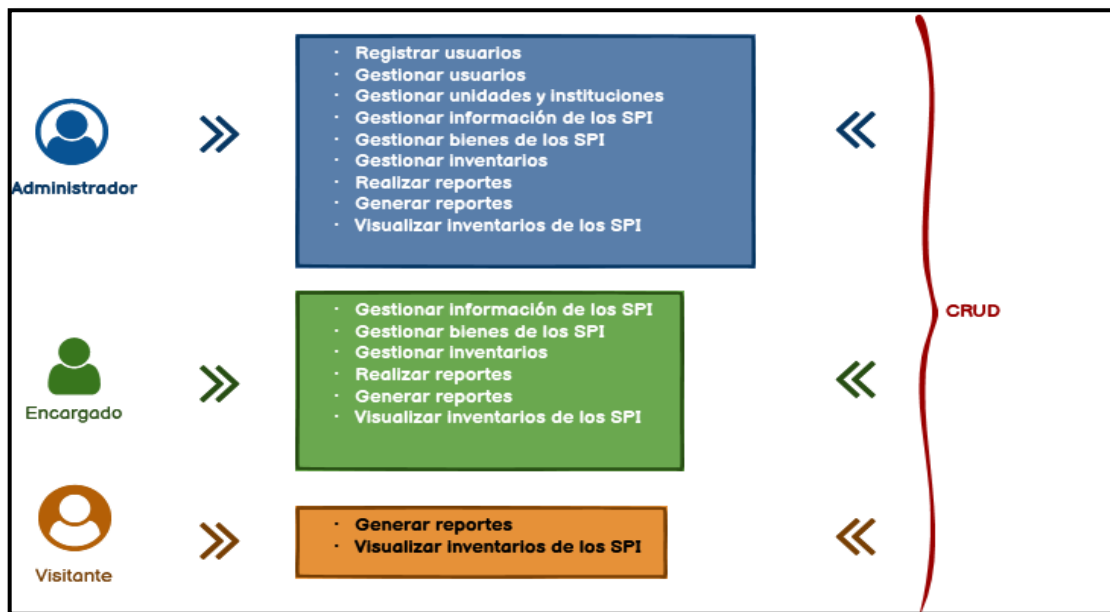 · Registrar usuarios
· Gestionar usuarios
· Gestionar unidades y instituciones
· Gestionar información de los SPI
· Gestionar bienes de los SPI
· Gestionar inventarios
· Realizar reportes
· Generar reportes
· Visualizar inventarios de los SPI
Administrador
· Gestionar información de los SPI
· Gestionar bienes de los SPI
· Gestionar inventarios
· Realizar reportes
· Generar reportes
· Visualizar inventarios de los SPI
Encargado
· Generar reportes
· Visualizar inventarios de los SPI
Visitante
CRUD